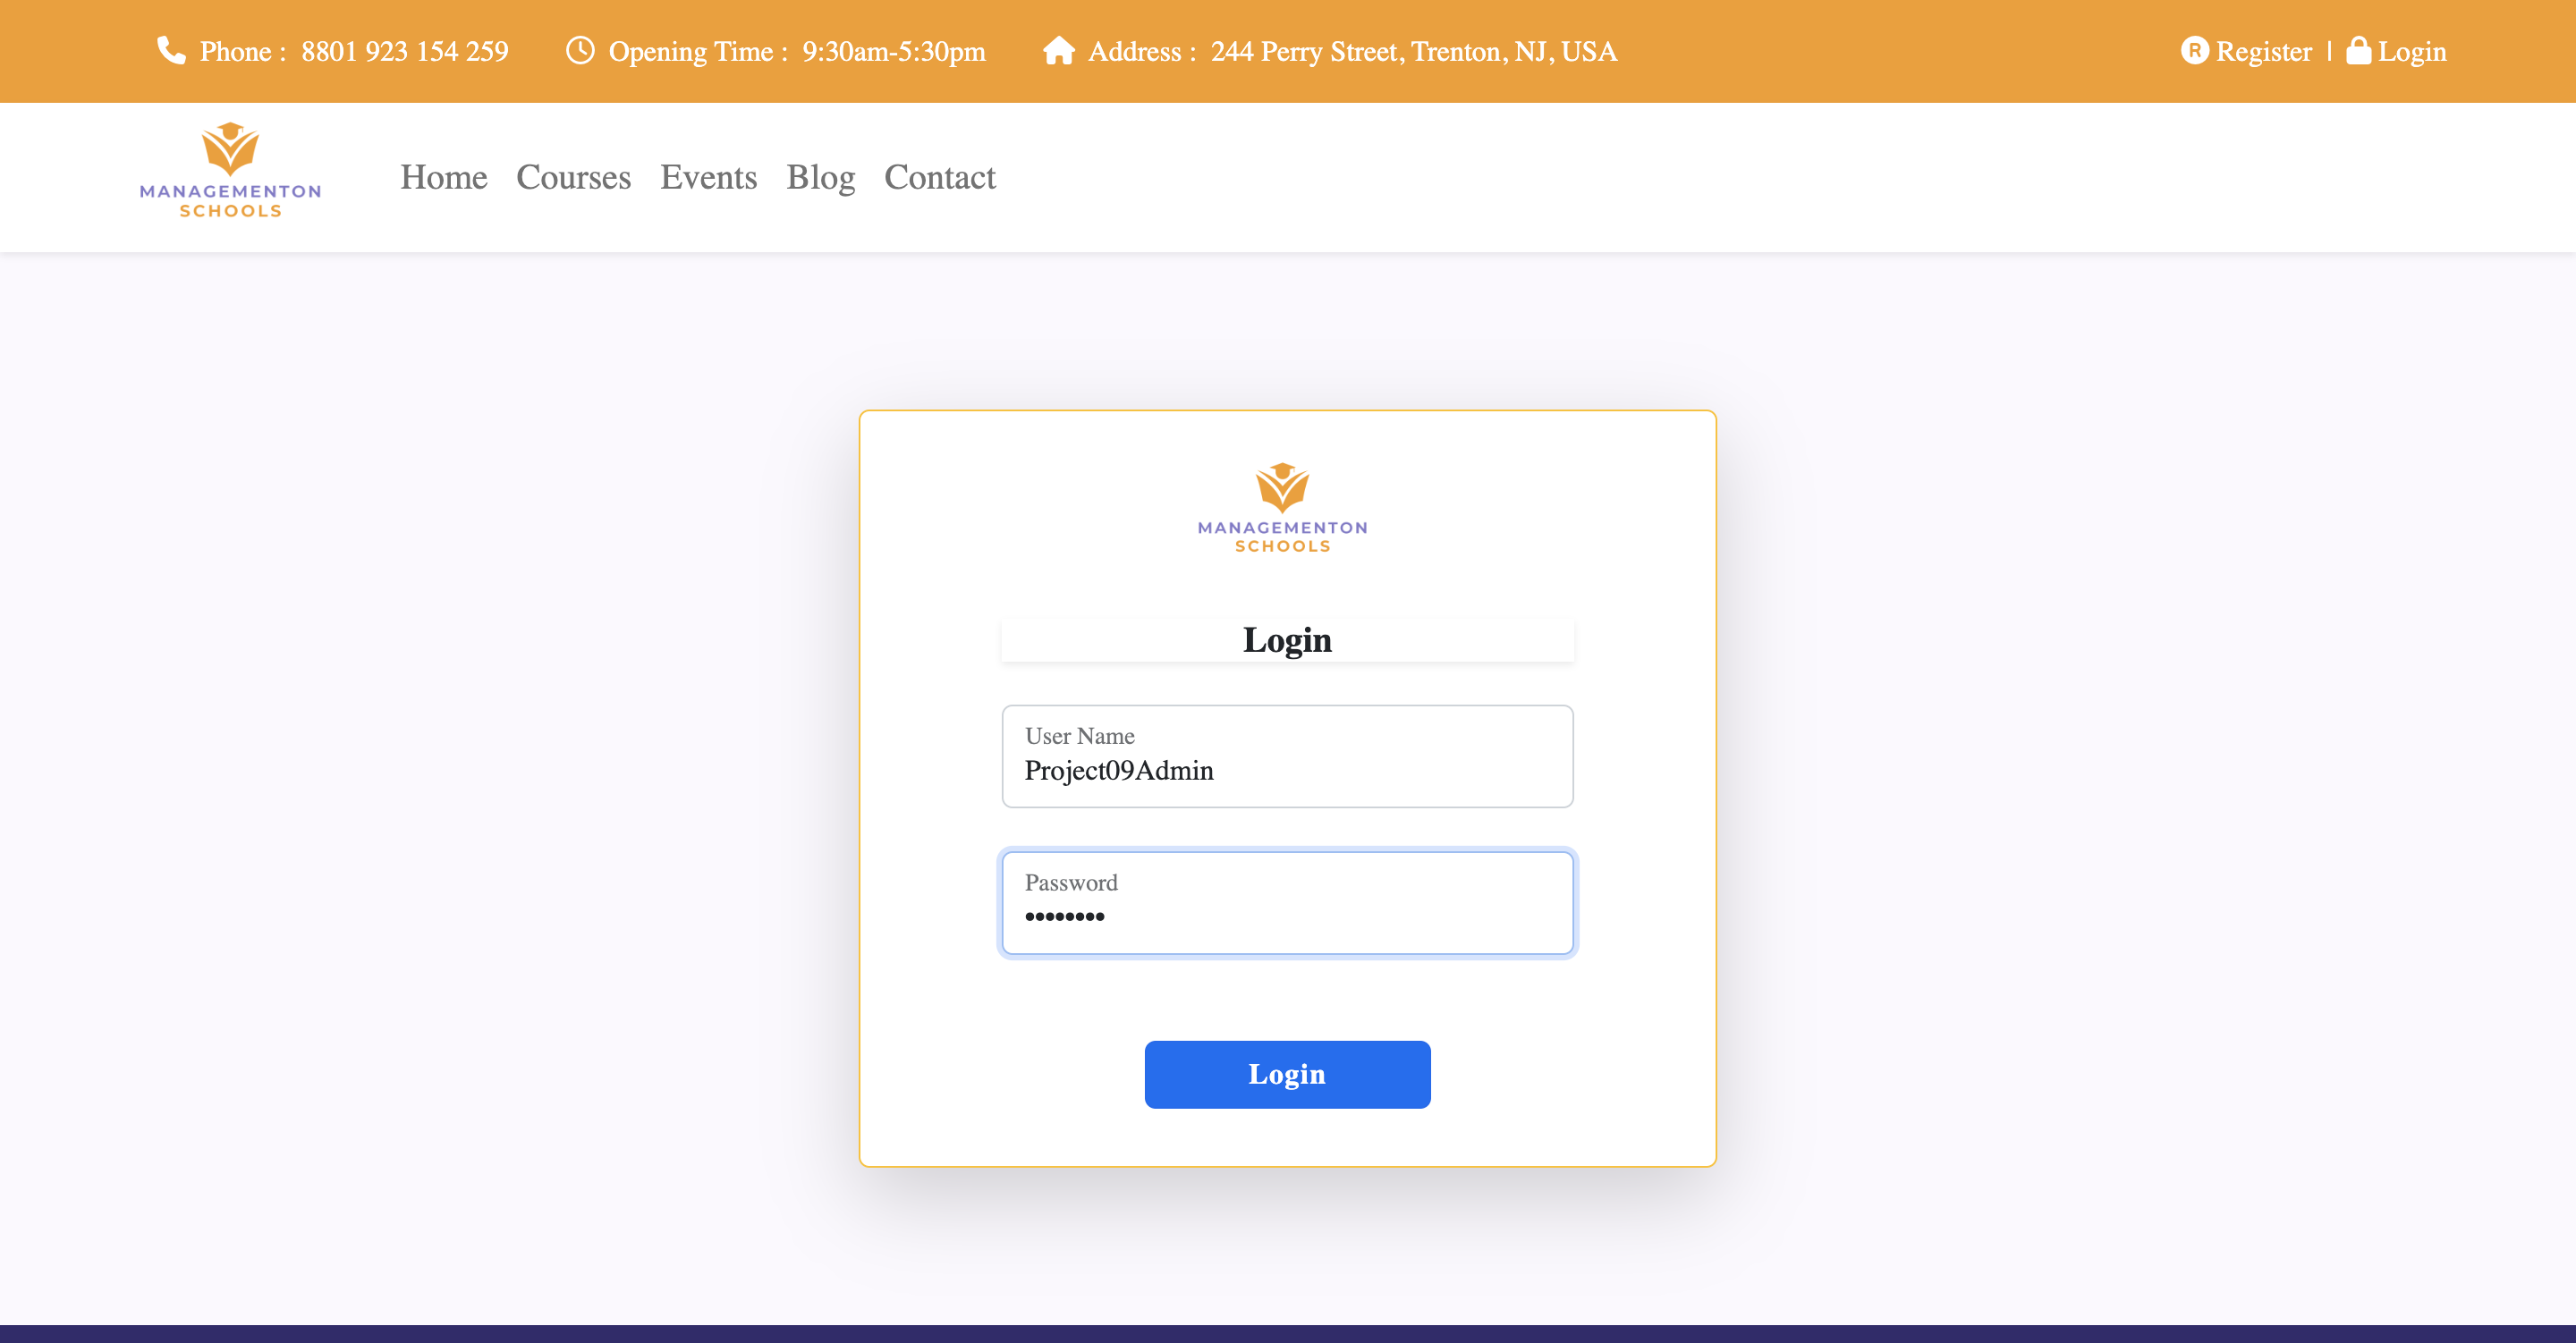 Phone : 8801 923 154 259 Opening Time : 9:30am-5:30pm Address : 244 Perry Street, Trenton, NJ, USA R Register | Login
MANAGEMENTON
SCHOOLS
Home Courses Events Blog Contact
MANAGEMENTON
SCHOOLS
Login
User Name
Project09Admin
Password
••••••••
Login